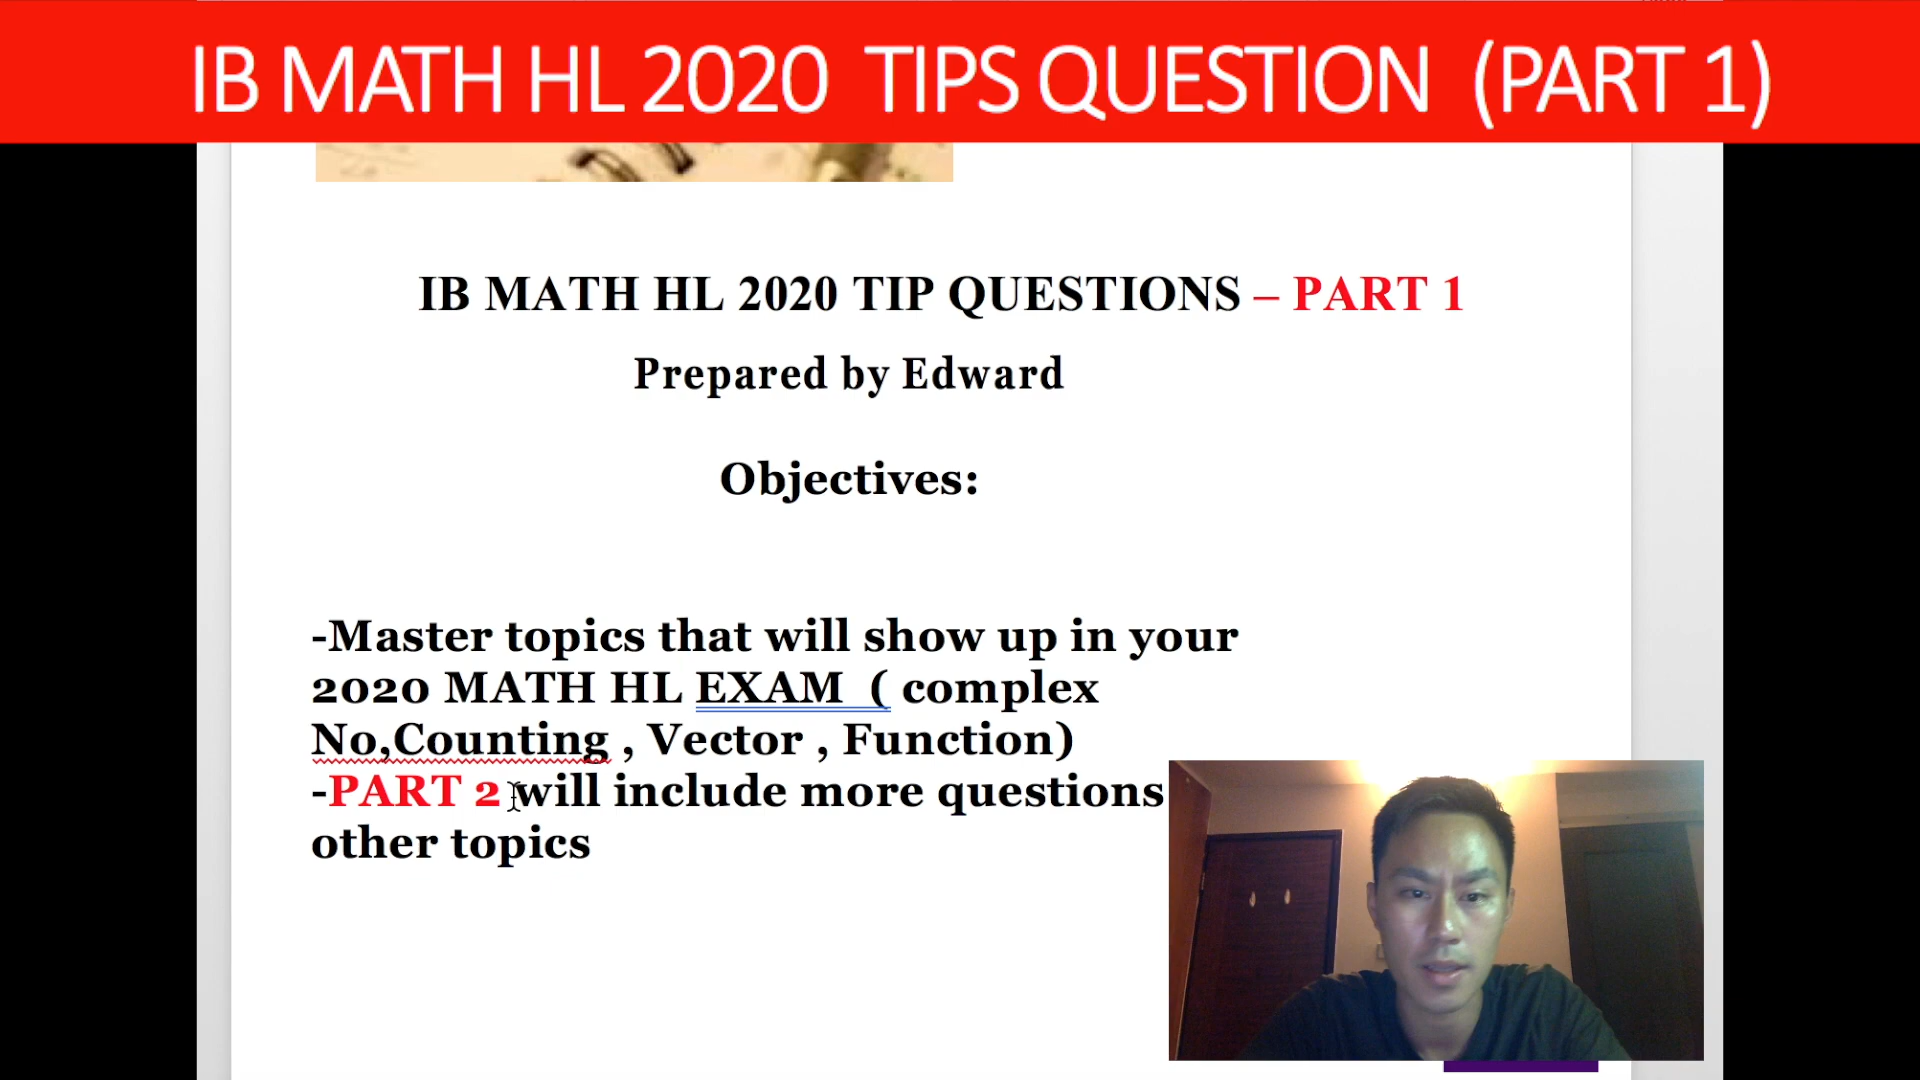 IB MATH HL 2020 TIPS QUESTION (PART 1)
IB MATH HL 2020 TIP QUESTIONS – PART 1
Prepared by Edward
Objectives:
-Master topics that will show up in your
2020 MATH HL EXAM ( complex
No,Counting , Vector , Function)
-PART 2 will include more questions
other topics